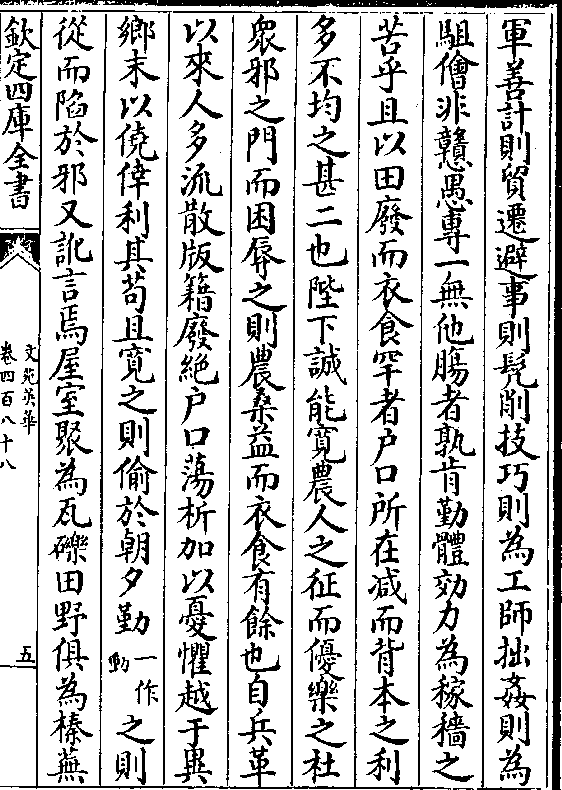 軍善計則貿遷避事則髡削技巧則為工師拙姦則為
駔儈非贛愚專一無他腸者孰肯勤體効力為稼穡之
苦乎且以田廢而衣食罕者户口所在减而背本之利
多不均之甚二也陛下誠能寛農人之征而優樂之杜
衆邪之門而困辱之則農桑益而衣食有餘也自兵革
以來人多流散版籍廢絶户口蕩析加以憂懼越于異
鄉末以僥倖利其苟且寛之則偷於朝夕勤一作動之則
從而陷於邪又訛言焉屋室聚為瓦礫田野俱為榛蕪
欽定四庫全書
文苑英華
卷四百八十八
五